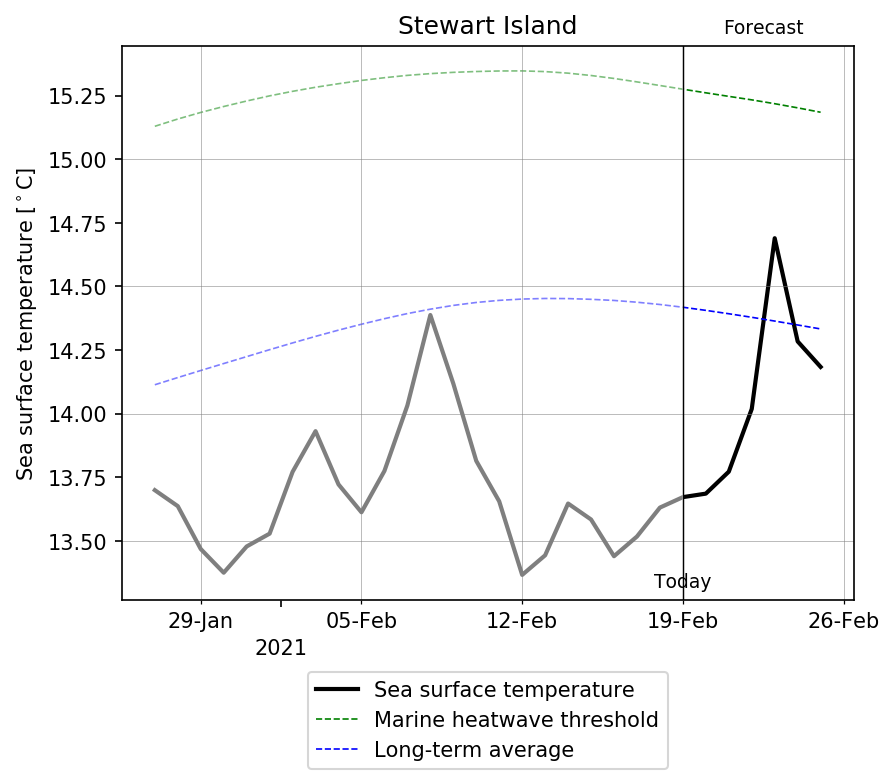 Stewart Island
Forecast
Sea surface temperature [°C]
15.25
15.00
14.75
14.50
14.25
14.00
13.75
13.50
Today
29-Jan 05-Feb 12-Feb 19-Feb 26-Feb
2021
Sea surface temperature
Marine heatwave threshold
Long-term average